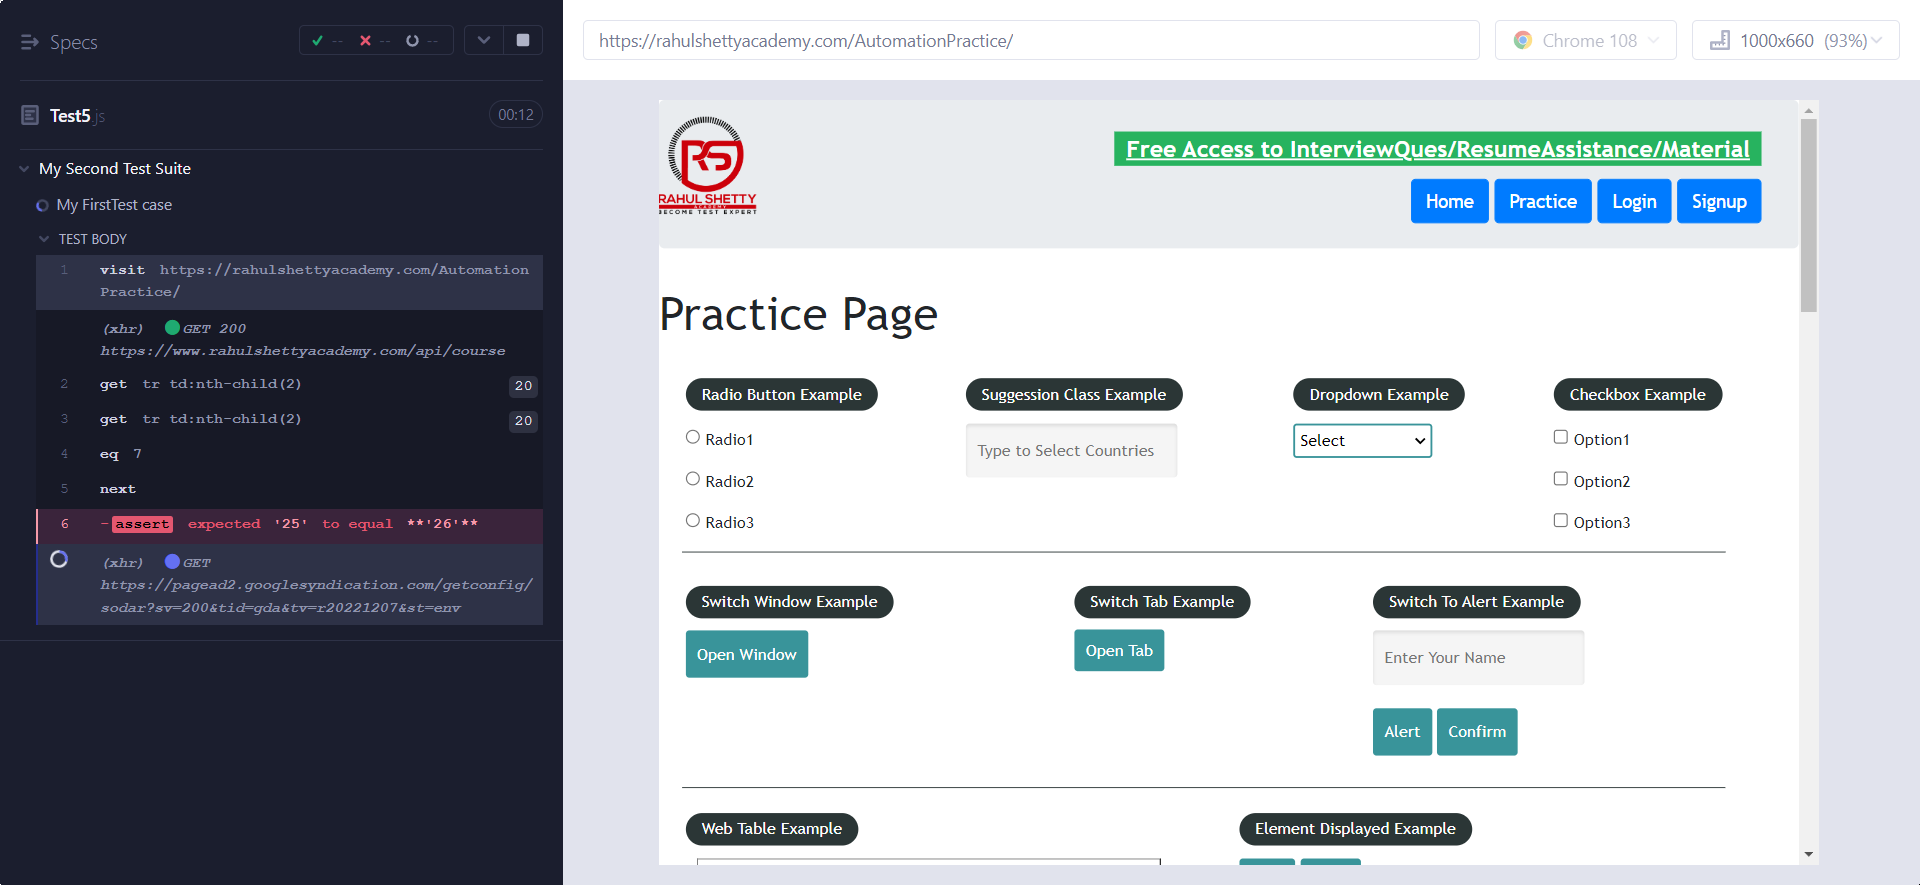 Specs
--
--
--
Test5.js
00:12
My Second Test Suite
My FirstTest case
TEST BODY
1 visit https://rahulshettyacademy.com/Automation
Practice/
(xhr) GET 200
https://www.rahulshettyacademy.com/api/course
2 get tr td:nth-child(2) 20
3 get tr td:nth-child(2) 20
4 eq 7
5 next
6 -assert expected '25' to equal **'26'**
(xhr) GET
https://pagead2.googlesyndication.com/getconfig/
sodar?sv=200&tid=gda&tv=r20221207&st=env
https://rahulshettyacademy.com/AutomationPractice/
Chrome 108
1000x660 (93%)
RS
RAHUL SHETTY
ACADEMY
BECOME TEST EXPERT
Free Access to InterviewQues/ResumeAssistance/Material
Home Practice Login Signup
Practice Page
Radio Button Example
Radio1
Radio2
Radio3
Suggession Class Example
Type to Select Countries
Dropdown Example
Select
Checkbox Example
Option1
Option2
Option3
Switch Window Example
Open Window
Switch Tab Example
Open Tab
Switch To Alert Example
Enter Your Name
Alert Confirm
Web Table Example
Element Displayed Example